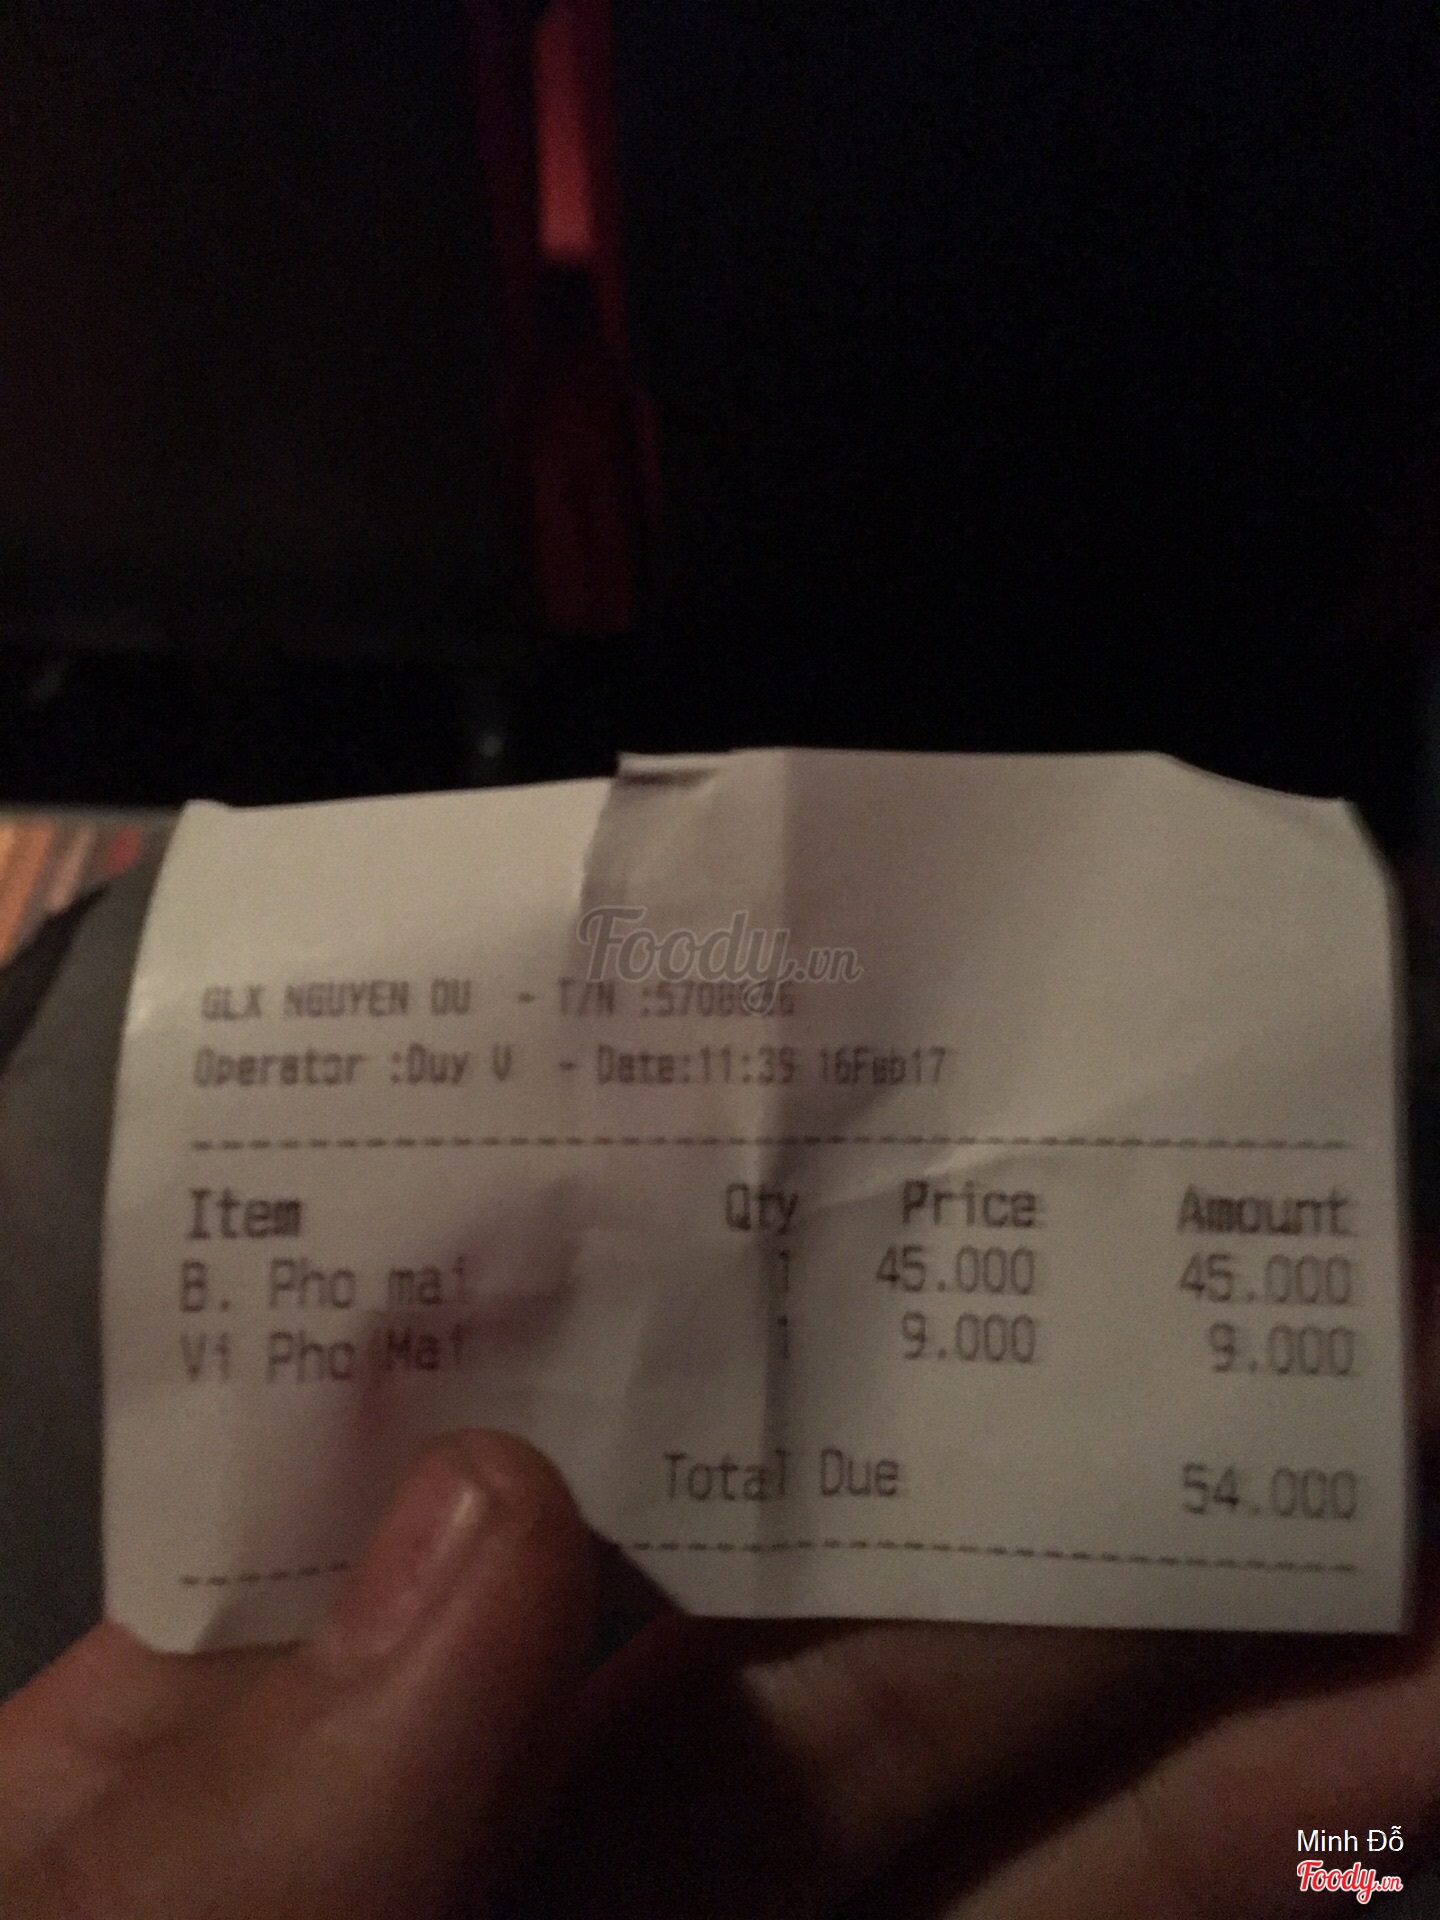 Foody.vn
GLX NGUYEN DU - T/N
Operator :Duy V - Date:11:39 16Feb17
Item Qty Price Amount
B. Pho mai 1 45.000 45.000
Vi Pho Mai 1 9.000 9.000
Total Due 54.000
Minh Đỗ
Foody.vn